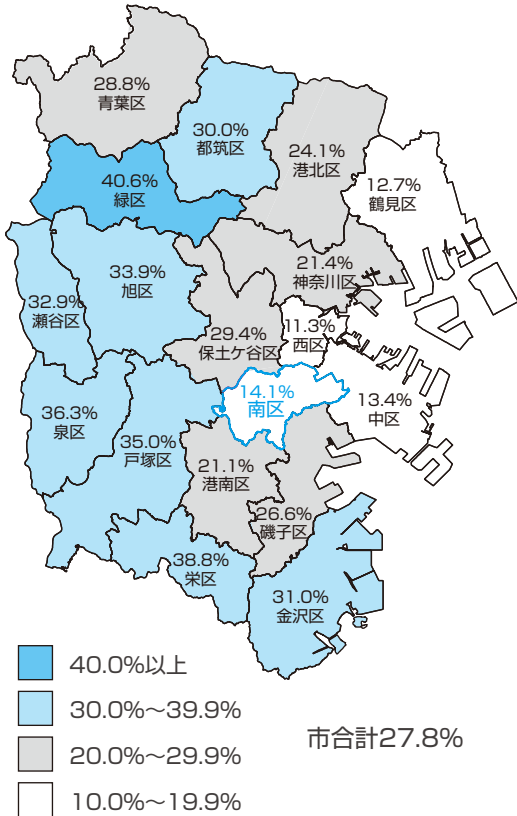 28.8%
青葉区
30.0%
都筑区
24.1%
港北区
12.7%
鶴見区
40.6%
緑区
21.4%
神奈川区
33.9%
旭区
32.9%
瀬谷区
29.4%
保土ケ谷区
11.3%
西区
14.1%
南区
13.4%
中区
36.3%
泉区
35.0%
戸塚区
21.1%
港南区
26.6%
磯子区
38.8%
栄区
31.0%
金沢区
40.0%以上
30.0%〜39.9%
20.0%〜29.9%
10.0%〜19.9%
市合計27.8%